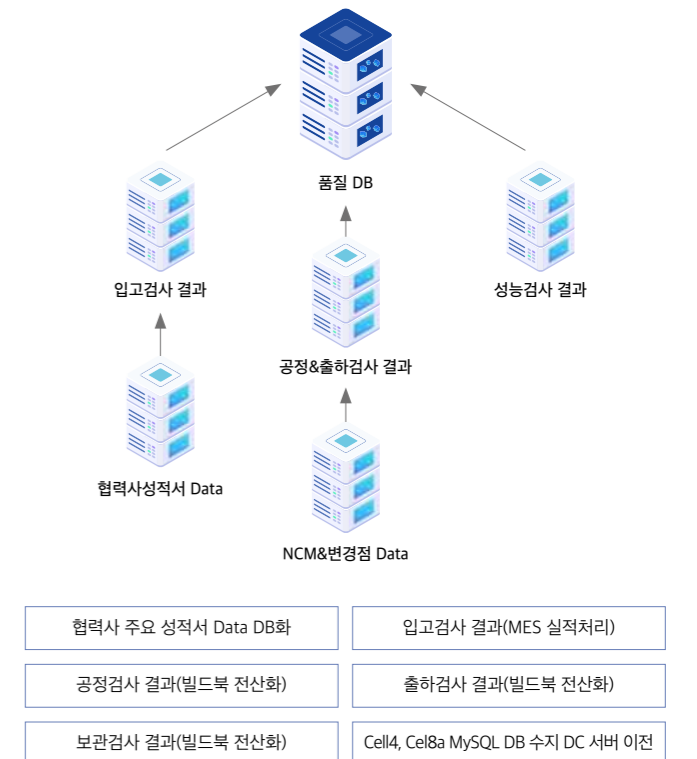 품질 DB
입고검사 결과
성능검사 결과
공정&출하검사 결과
협력사성적서 Data
NCM&변경점 Data
협력사 주요 성적서 Data DB화
입고검사 결과(MES 실적처리)
공정검사 결과(빌드북 전산화)
출하검사 결과(빌드북 전산화)
보관검사 결과(빌드북 전산화)
Cell4, Cel8a MySQL DB 수지 DC 서버 이전